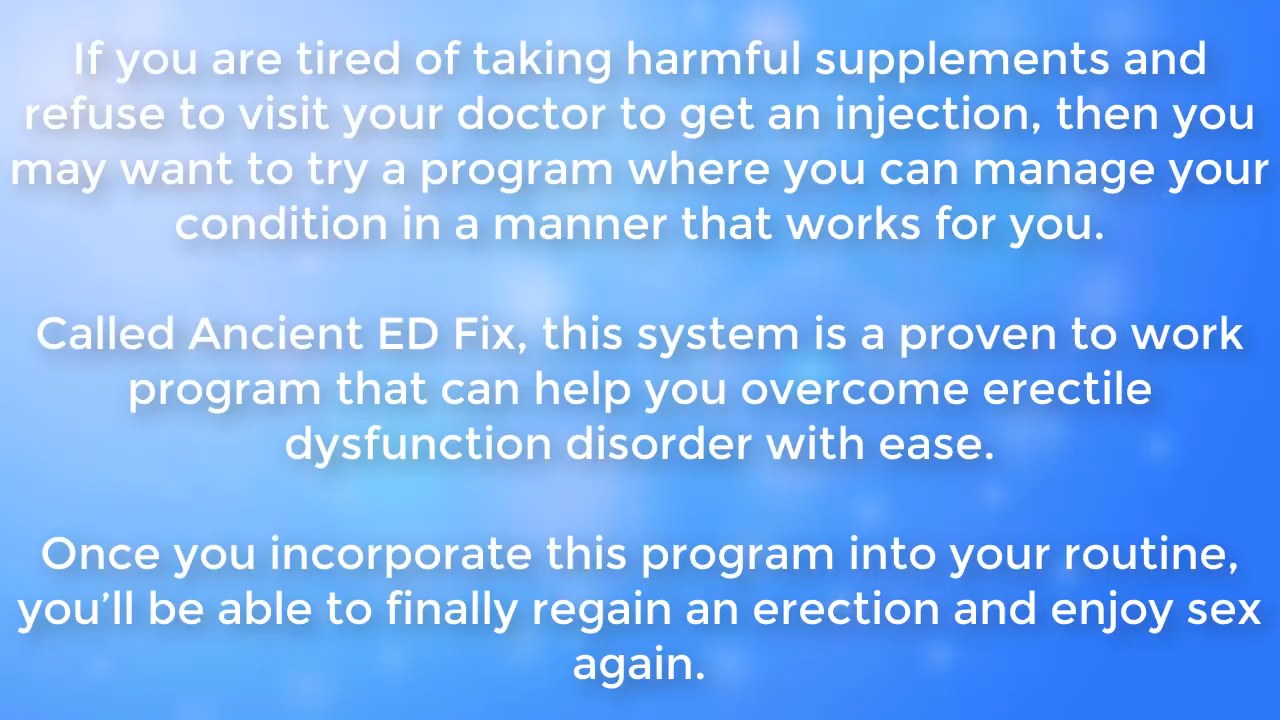 If you are tired of taking harmful supplements and
refuse to visit your doctor to get an injection, then you
may want to try a program where you can manage your
condition in a manner that works for you.
Called Ancient ED Fix, this system is a proven to work
program that can help you overcome erectile
dysfunction disorder with ease.
Once you incorporate this program into your routine,
you’ll be able to finally regain an erection and enjoy sex
again.